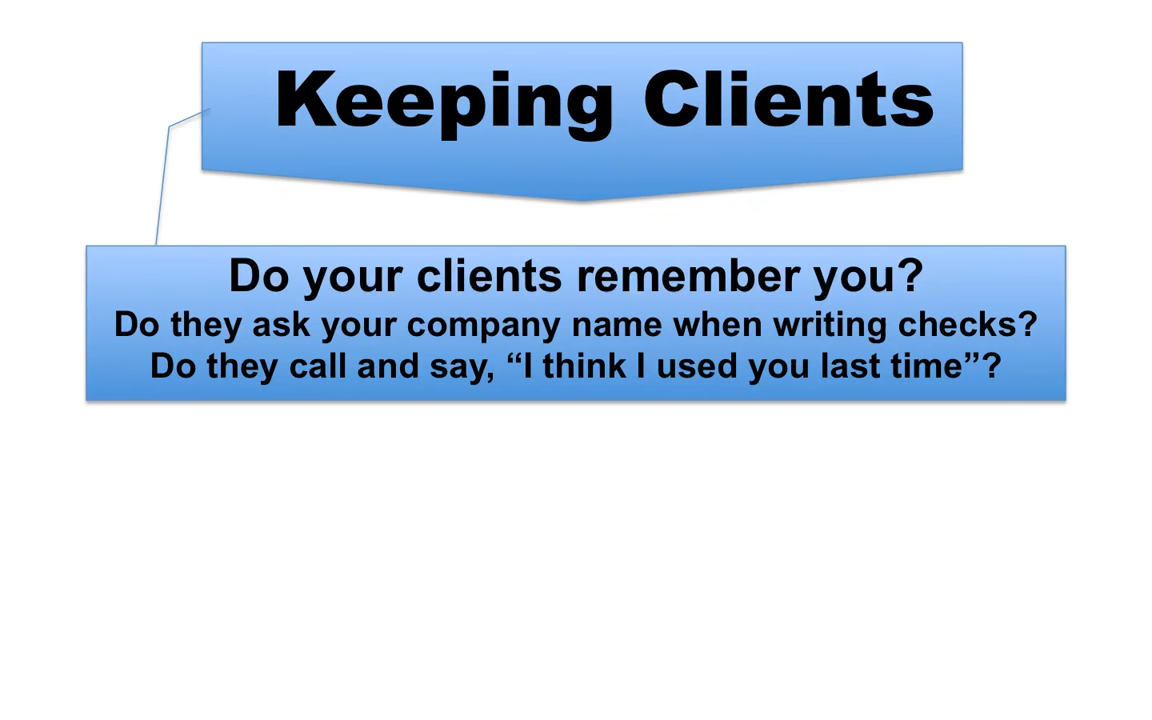 Keeping Clients
Do your clients remember you?
Do they ask your company name when writing checks?
Do they call and say, “I think I used you last time”?